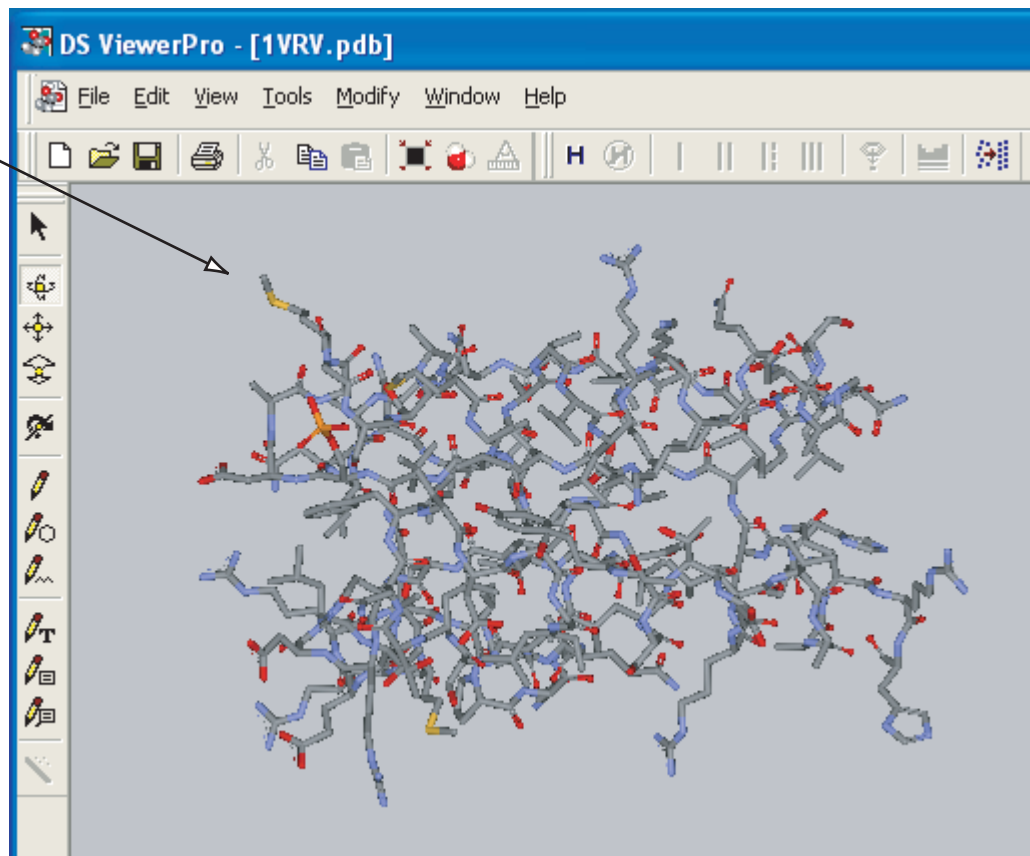 DS ViewerPro - [1VRV.pdb]
File Edit View Tools Modify Window Help
H H
T